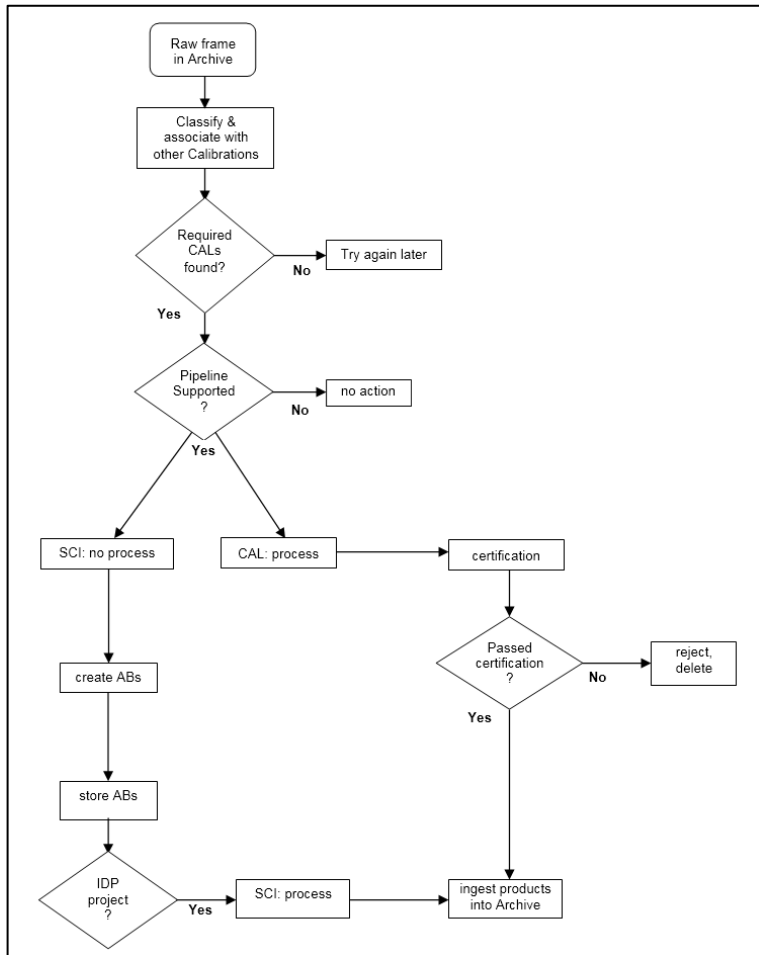 Raw frame
in Archive
Classify &
associate with
other Calibrations
Required
CALs
found?
No
Try again later
Yes
Pipeline
Supported
?
No
no action
Yes
SCI: no process
CAL: process
certification
Passed
certification
?
No
reject,
delete
Yes
create ABs
store ABs
IDP
project
?
Yes
SCI: process
ingest products
into Archive